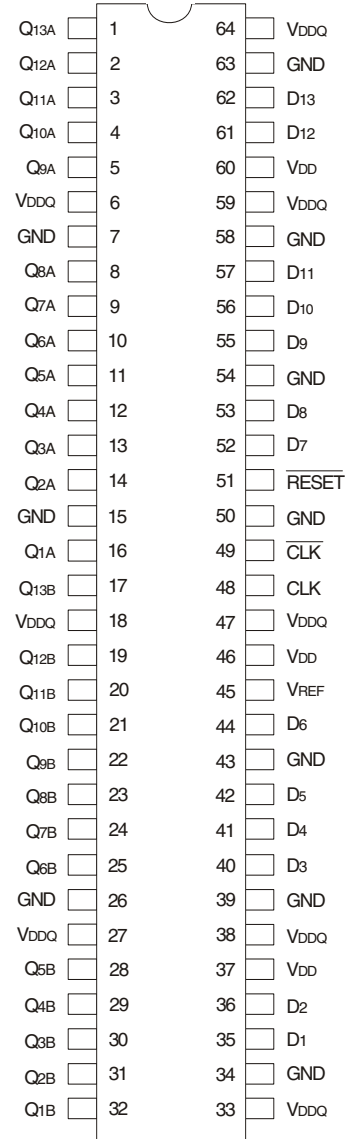 Q13A 1 64 VDDQ
Q12A 2 63 GND
Q11A 3 62 D13
Q10A 4 61 D12
Q9A 5 60 VDD
VDDQ 6 59 VDDQ
GND 7 58 GND
Q8A 8 57 D11
Q7A 9 56 D10
Q6A 10 55 D9
Q5A 11 54 GND
Q4A 12 53 D8
Q3A 13 52 D7
Q2A 14 51 R̅E̅S̅E̅T̅
GND 15 50 GND
Q1A 16 49 C̅L̅K̅
Q13B 17 48 CLK
VDDQ 18 47 VDDQ
Q12B 19 46 VDD
Q11B 20 45 VREF
Q10B 21 44 D6
Q9B 22 43 GND
Q8B 23 42 D5
Q7B 24 41 D4
Q6B 25 40 D3
GND 26 39 GND
VDDQ 27 38 VDDQ
Q5B 28 37 VDD
Q4B 29 36 D2
Q3B 30 35 D1
Q2B 31 34 GND
Q1B 32 33 VDDQ